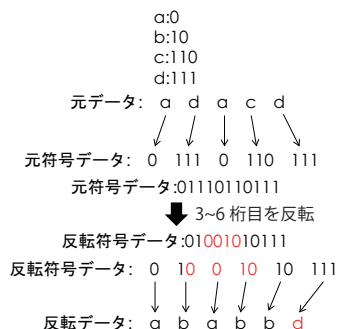 a:0
b:10
c:110
d:111
元データ: a d a c d
元符号データ: 0 111 0 110 111
元符号データ:01110110111
3~6 桁目を反転
反転符号データ:01001010111
反転符号データ: 0 10 0 10 10 111
反転データ: a b a b b d